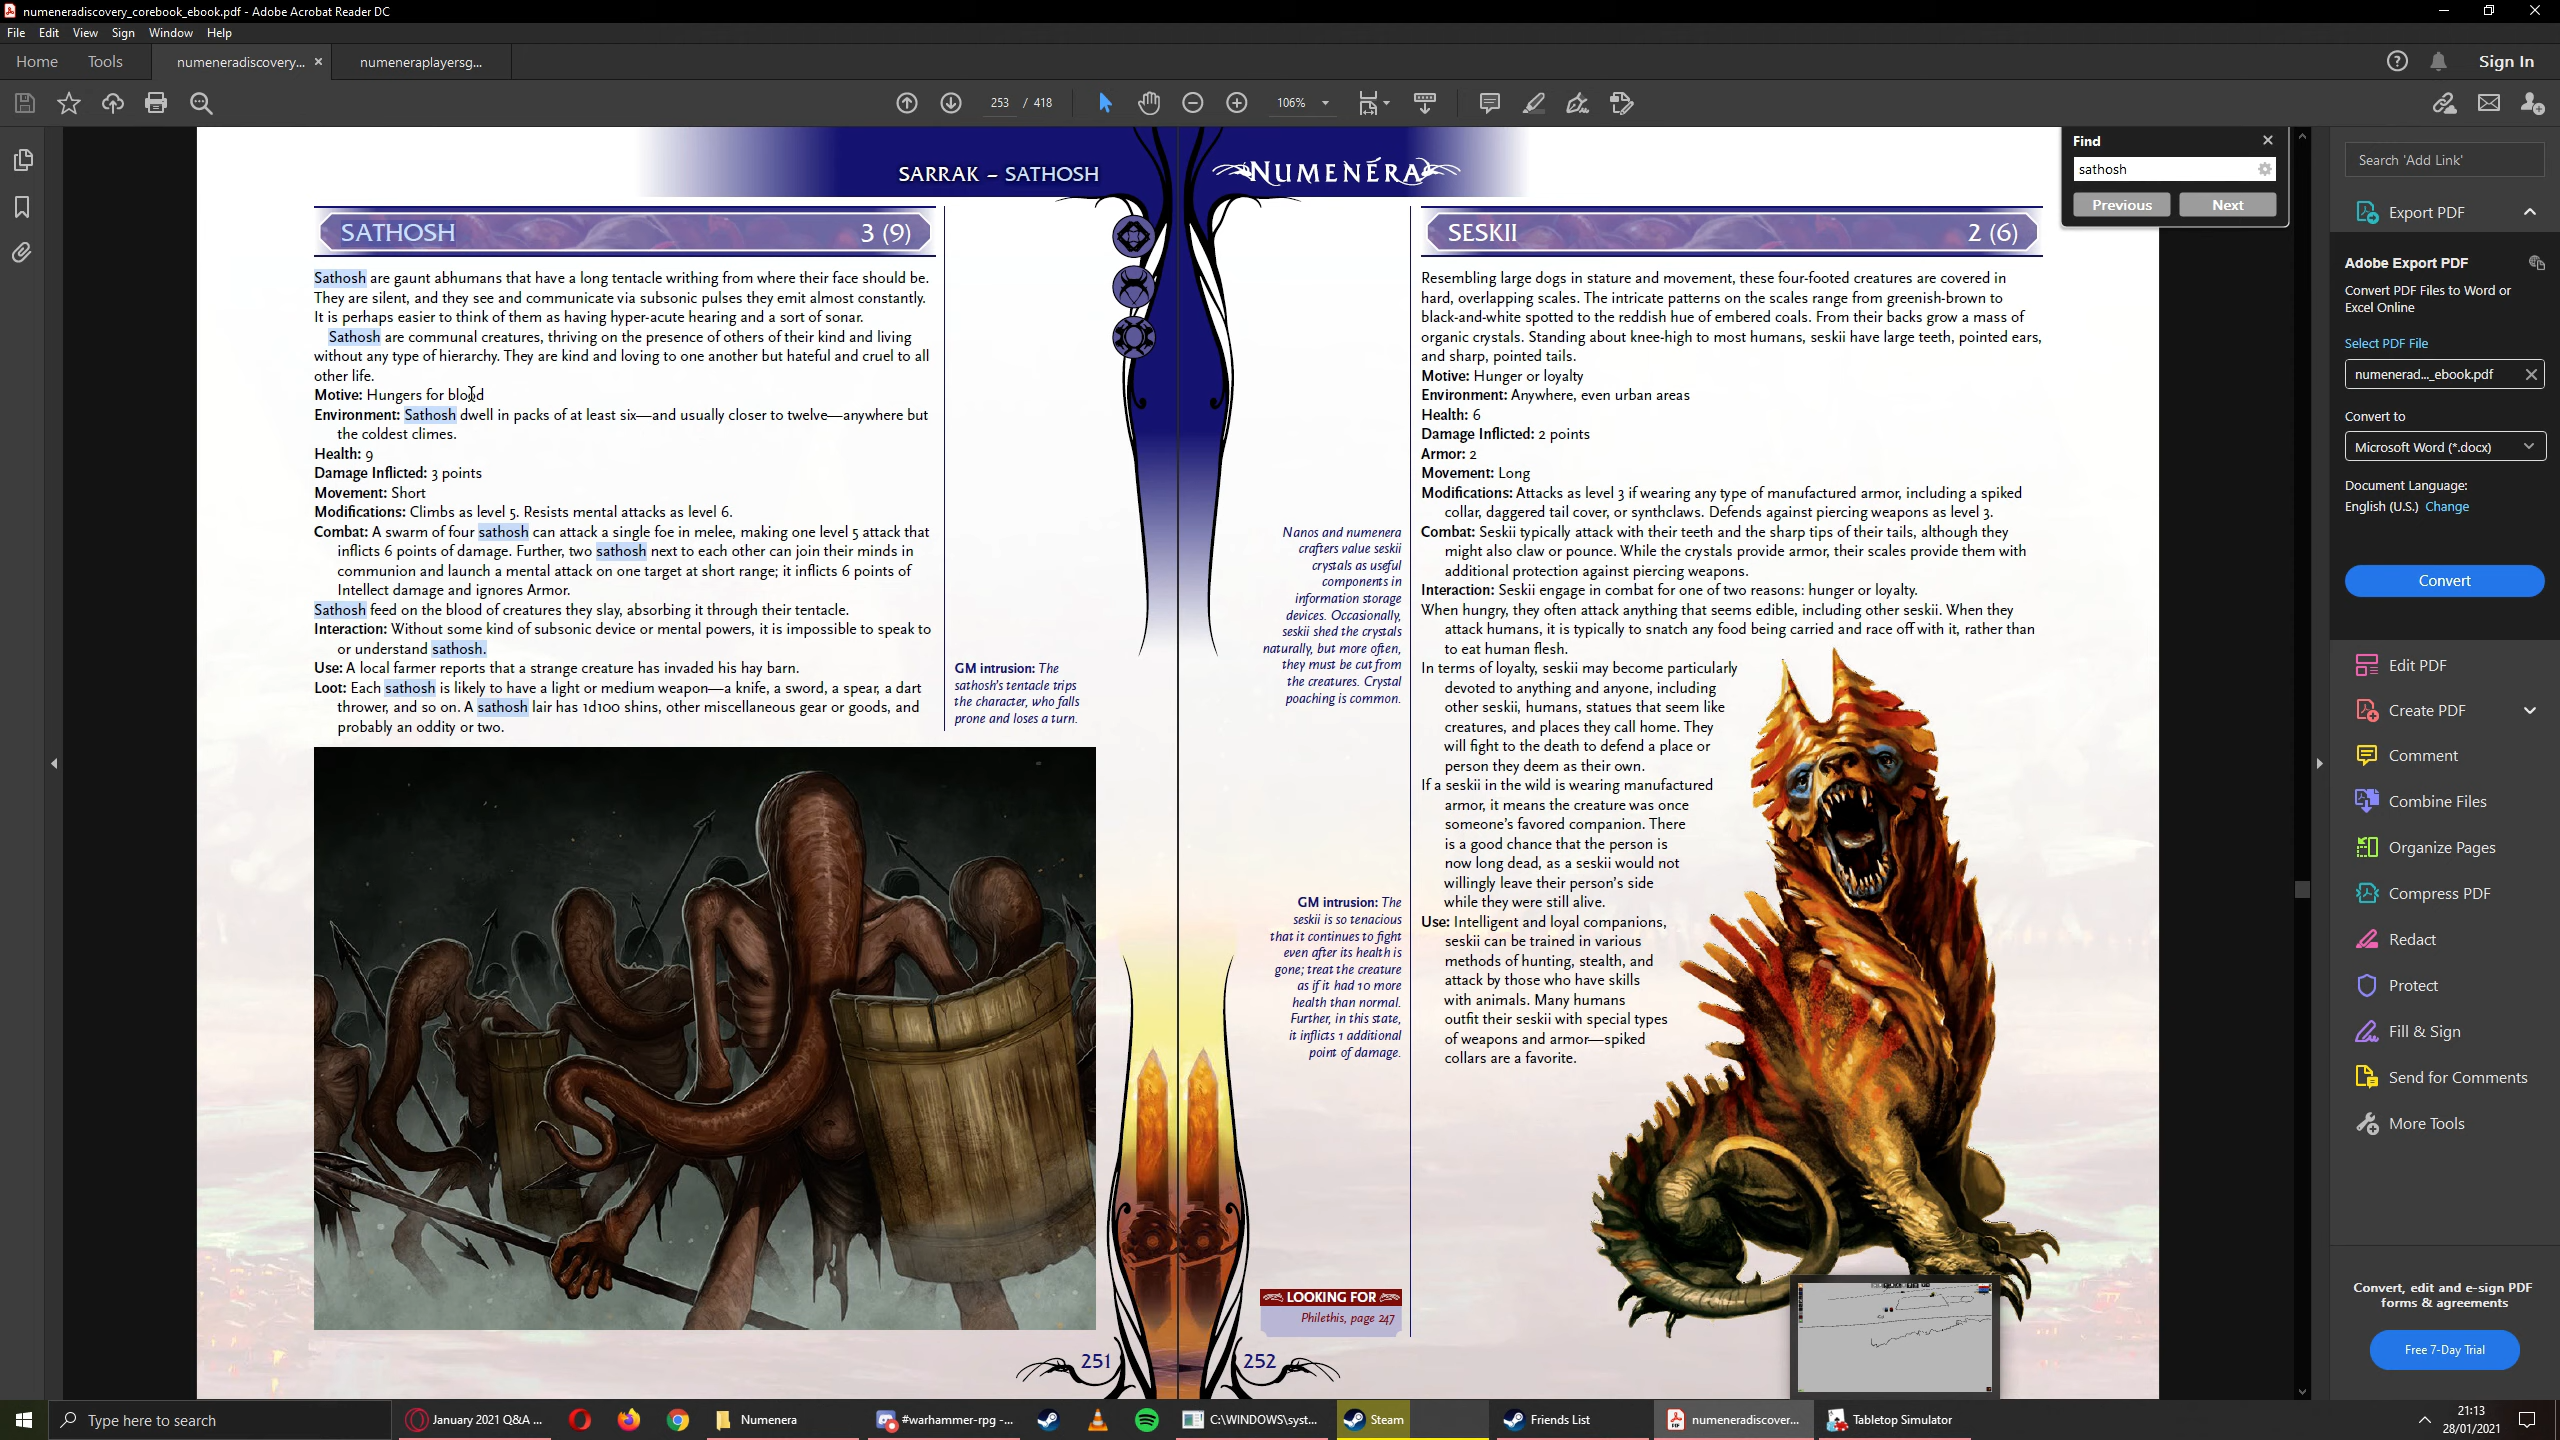 numeneradiscovery_corebook_ebook.pdf - Adobe Acrobat Reader DC
File Edit View Sign Window Help
Home Tools numeneradiscovery... × numeneraplayersg... Sign In
253 / 418 106%
SARRAK – SATHOSH
SATHOSH 3 (9)
Sathosh are gaunt abhumans that have a long tentacle writhing from where their face should be.
They are silent, and they see and communicate via subsonic pulses they emit almost constantly.
It is perhaps easier to think of them as having hyper-acute hearing and a sort of sonar.
Sathosh are communal creatures, thriving on the presence of others of their kind and living
without any type of hierarchy. They are kind and loving to one another but hateful and cruel to all
other life.
Motive: Hungers for blood
Environment: Sathosh dwell in packs of at least six—and usually closer to twelve—anywhere but
the coldest climes.
Health: 9
Damage Inflicted: 3 points
Movement: Short
Modifications: Climbs as level 5. Resists mental attacks as level 6.
Combat: A swarm of four sathosh can attack a single foe in melee, making one level 5 attack that
inflicts 6 points of damage. Further, two sathosh next to each other can join their minds in
communion and launch a mental attack on one target at short range; it inflicts 6 points of
Intellect damage and ignores Armor.
Sathosh feed on the blood of creatures they slay, absorbing it through their tentacle.
Interaction: Without some kind of subsonic device or mental powers, it is impossible to speak to
or understand sathosh.
Use: A local farmer reports that a strange creature has invaded his hay barn.
Loot: Each sathosh is likely to have a light or medium weapon—a knife, a sword, a spear, a dart
thrower, and so on. A sathosh lair has 1d100 shins, other miscellaneous gear or goods, and
probably an oddity or two.
GM intrusion: The
sathosh's tentacle trips
the character, who falls
prone and loses a turn.
251
NUMENÉRA
SESKII 2 (6)
Resembling large dogs in stature and movement, these four-footed creatures are covered in
hard, overlapping scales. The intricate patterns on the scales range from greenish-brown to
black-and-white spotted to the reddish hue of embered coals. From their backs grow a mass of
organic crystals. Standing about knee-high to most humans, seskii have large teeth, pointed ears,
and sharp, pointed tails.
Motive: Hunger or loyalty
Environment: Anywhere, even urban areas
Health: 6
Damage Inflicted: 2 points
Armor: 2
Movement: Long
Modifications: Attacks as level 3 if wearing any type of manufactured armor, including a spiked
collar, daggered tail cover, or synthclaws. Defends against piercing weapons as level 3.
Combat: Seskii typically attack with their teeth and the sharp tips of their tails, although they
might also claw or pounce. While the crystals provide armor, their scales provide them with
additional protection against piercing weapons.
Interaction: Seskii engage in combat for one of two reasons: hunger or loyalty.
When hungry, they often attack anything that seems edible, including other seskii. When they
attack humans, it is typically to snatch any food being carried and race off with it, rather than
to eat human flesh.
In terms of loyalty, seskii may become particularly
devoted to anything and anyone, including
other seskii, humans, statues that seem like
creatures, and places they call home. They
will fight to the death to defend a place or
person they deem as their own.
If a seskii in the wild is wearing manufactured
armor, it means the creature was once
someone's favored companion. There
is a good chance that the person is
now long dead, as a seskii would not
willingly leave their person's side
while they were still alive.
Use: Intelligent and loyal companions,
seskii can be trained in various
methods of hunting, stealth, and
attack by those who have skills
with animals. Many humans
outfit their seskii with special types
of weapons and armor—spiked
collars are a favorite.
Nanos and numenera
crafters value seskii
crystals as useful
components in
information storage
devices. Occasionally,
seskii shed the crystals
naturally, but more often,
they must be cut from
the creatures. Crystal
poaching is common.
GM intrusion: The
seskii is so tenacious
that it continues to fight
even after its health is
gone; treat the creature
as if it had 10 more
health than normal.
Further, in this state,
it inflicts 1 additional
point of damage.
LOOKING FOR
Philethis, page 247
252
Find
sathosh
Previous Next
Search 'Add Link'
Export PDF
Adobe Export PDF
Convert PDF Files to Word or
Excel Online
Select PDF File
numenerad..._ebook.pdf
Convert to
Microsoft Word (*.docx)
Document Language:
English (U.S.) Change
Convert
Edit PDF
Create PDF
Comment
Combine Files
Organize Pages
Compress PDF
Redact
Protect
Fill & Sign
Send for Comments
More Tools
Convert, edit and e-sign PDF
forms & agreements
Free 7-Day Trial
Type here to search January 2021 Q&A ... Numenera #warhammer-rpg -... C:\WINDOWS\syst... Steam Friends List numeneradiscover... Tabletop Simulator 21:13
28/01/2021